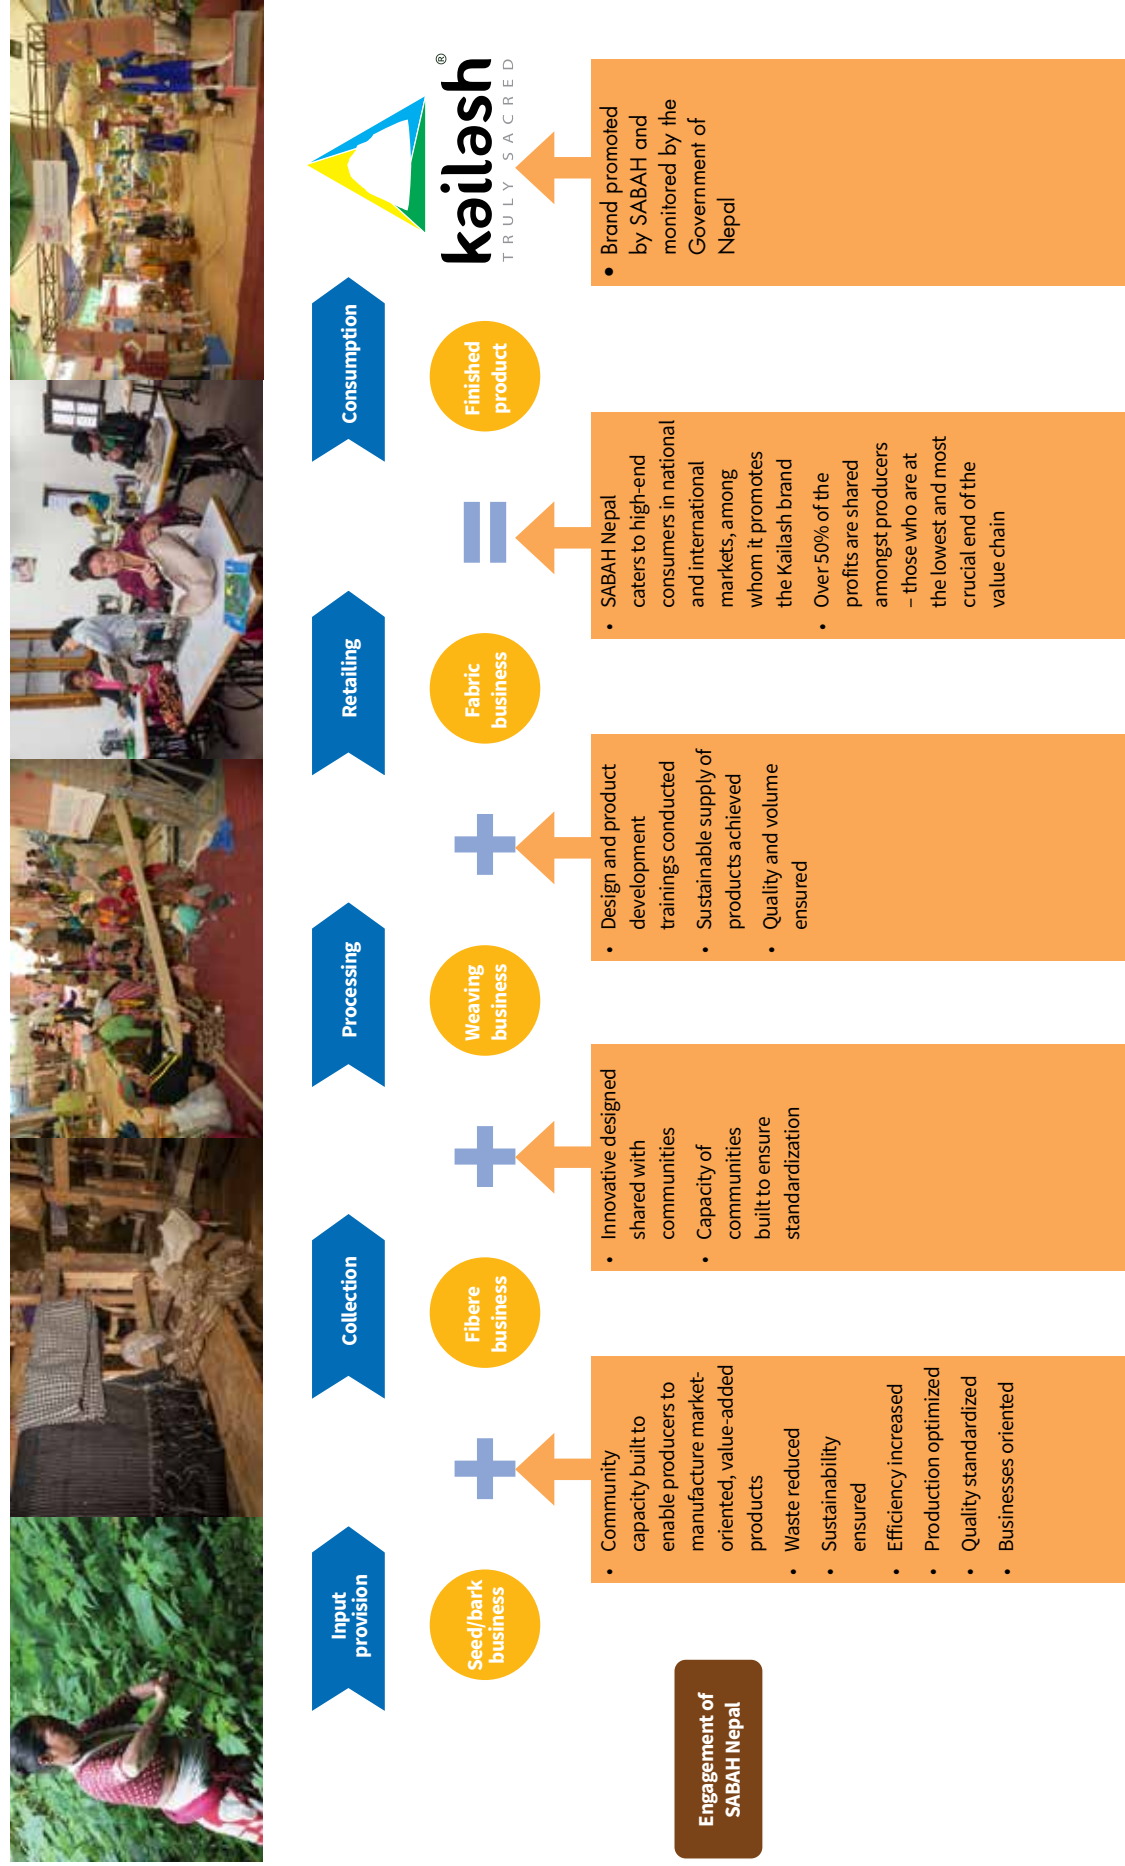 Input
provision
Collection
Processing
Retailing
Consumption
Seed/bark
business
Fibere
business
Weaving
business
Fabric
business
Finished
product
kailash®
TRULY SACRED
Engagement of
SABAH Nepal
• Community
capacity built to
enable producers to
manufacture market-
oriented, value-added
products
• Waste reduced
• Sustainability
ensured
• Efficiency increased
• Production optimized
• Quality standardized
• Businesses oriented
• Innovative designed
shared with
communities
• Capacity of
communities
built to ensure
standardization
• Design and product
development
trainings conducted
• Sustainable supply of
products achieved
• Quality and volume
ensured
• SABAH Nepal
caters to high-end
consumers in national
and international
markets, among
whom it promotes
the Kailash brand
• Over 50% of the
profits are shared
amongst producers
– those who are at
the lowest and most
crucial end of the
value chain
• Brand promoted
by SABAH and
monitored by the
Government of
Nepal